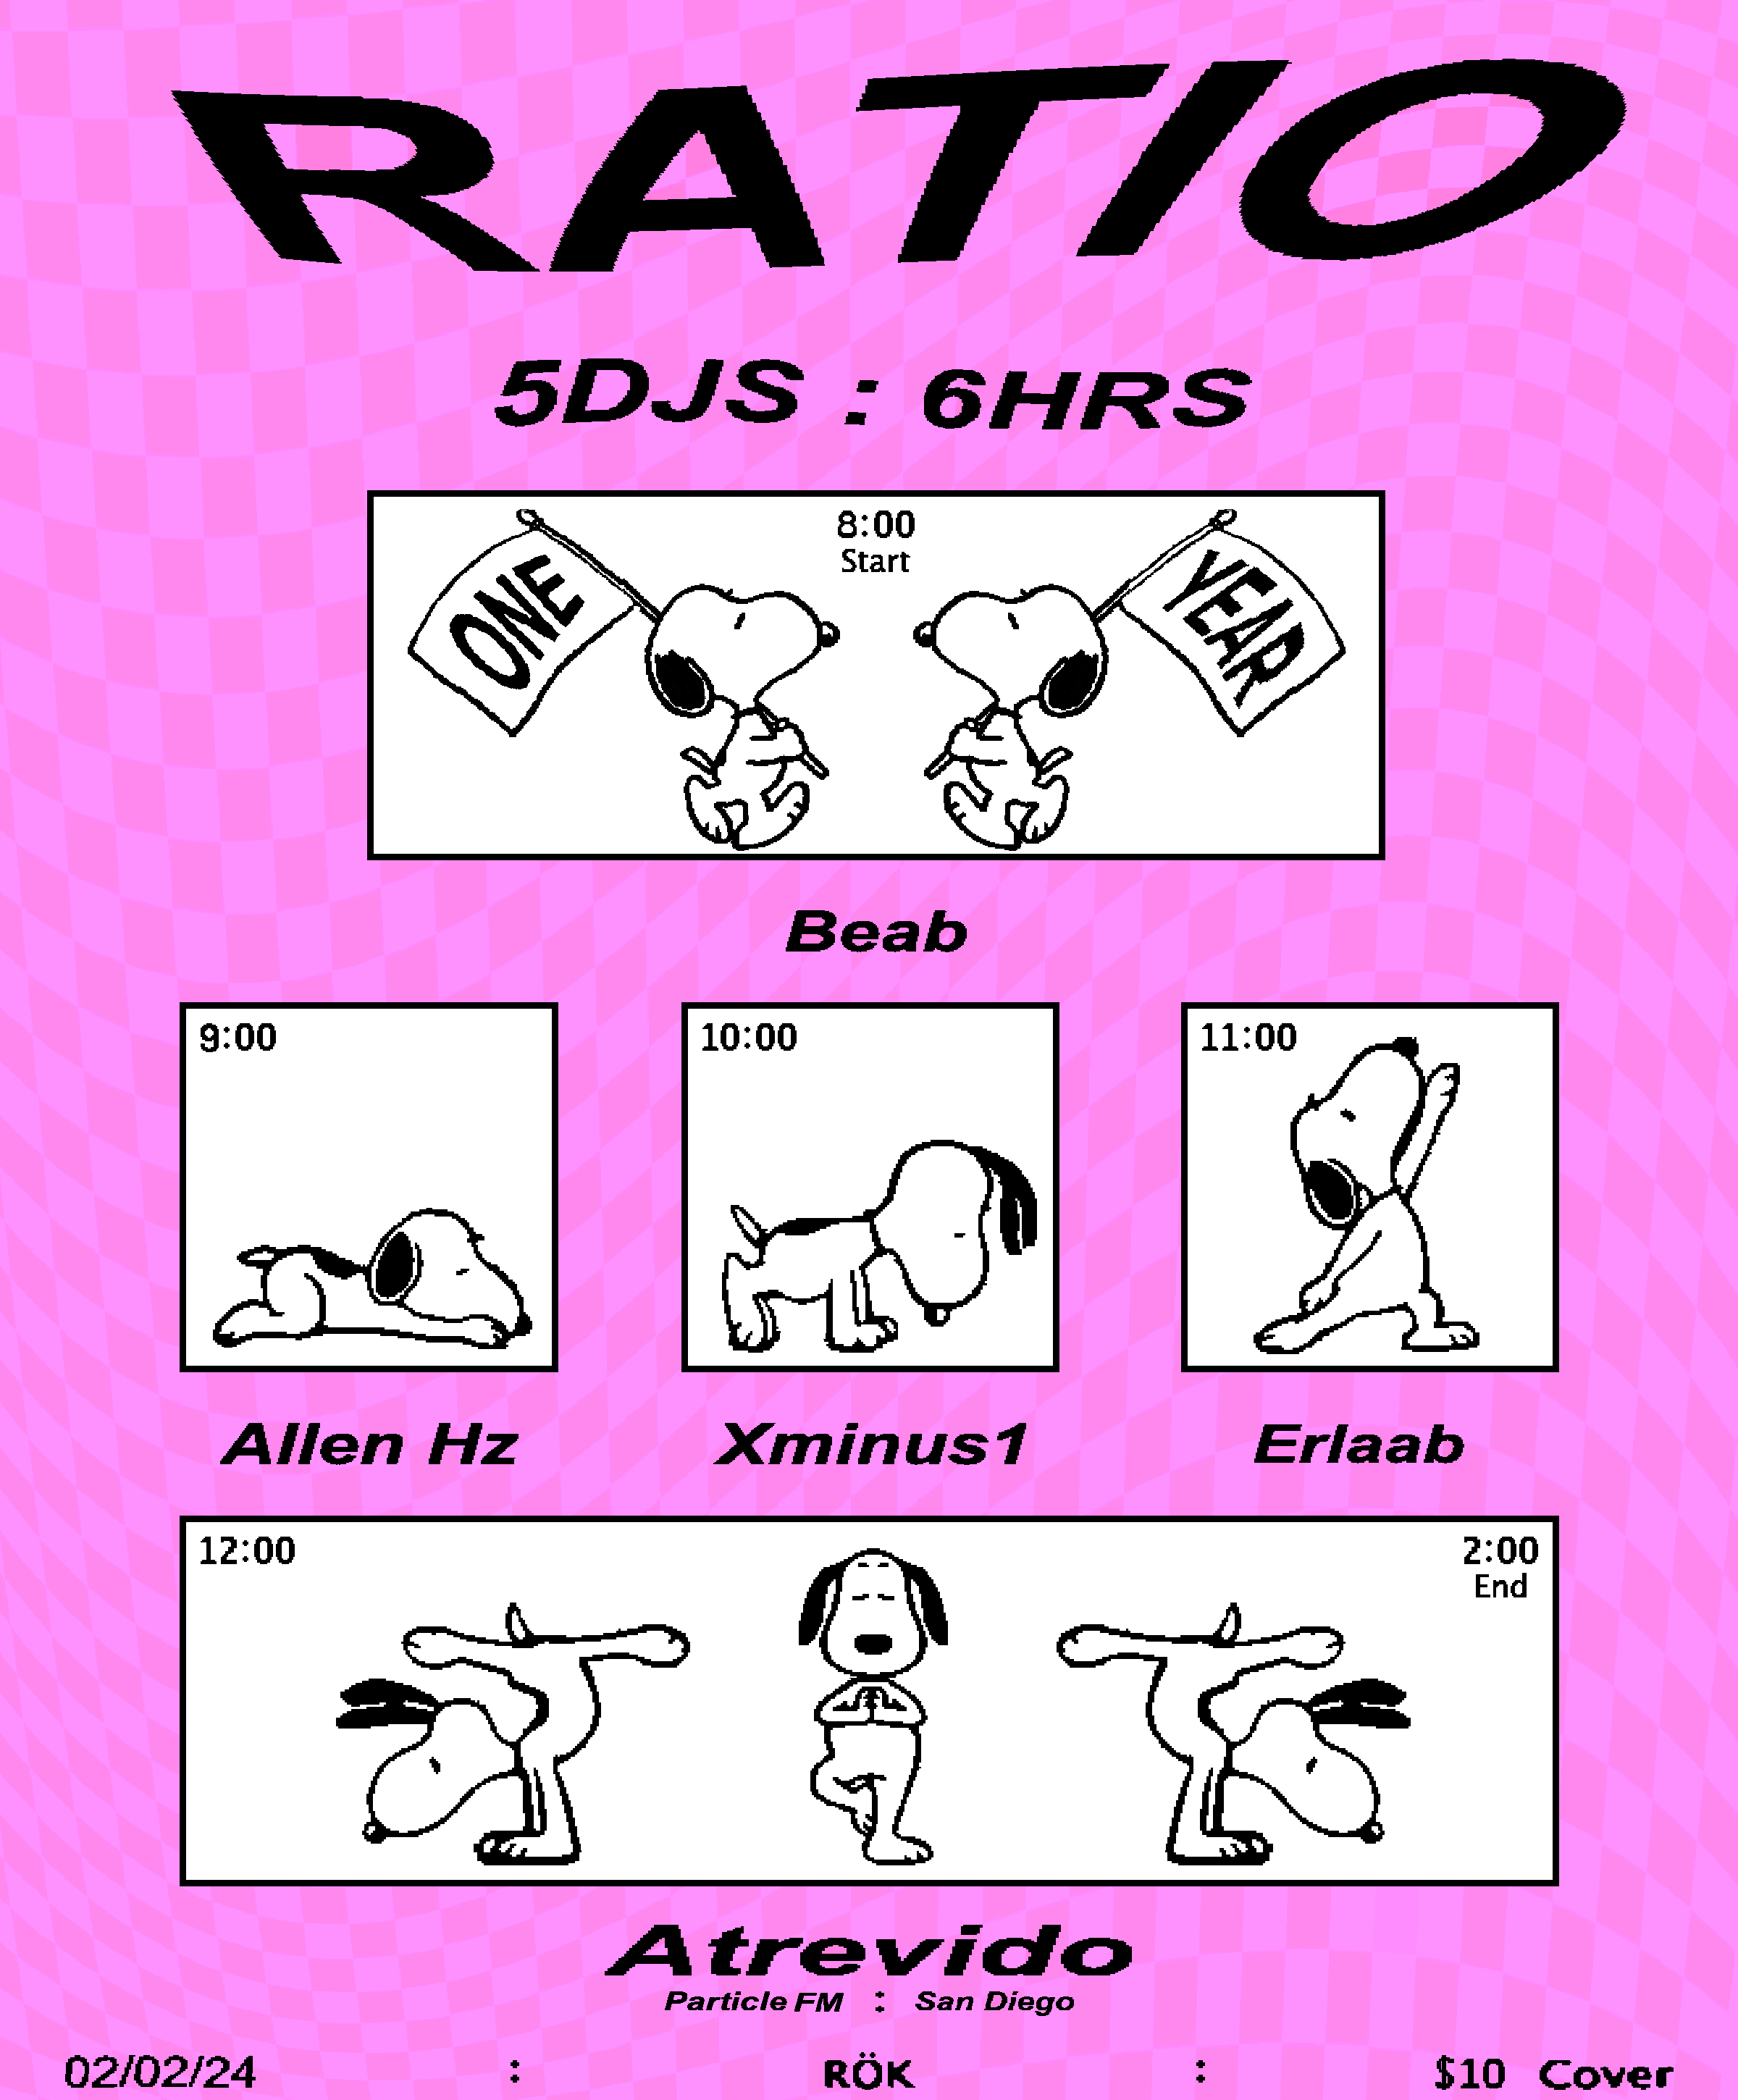 RATIO
5DJS : 6HRS
8:00
Start
ONE
YEAR
Beab
9:00
10:00
11:00
Allen Hz
Xminus1
Erlaab
12:00
2:00
End
Atrevido
Particle FM : San Diego
02/02/24 : RÖK : $10 Cover